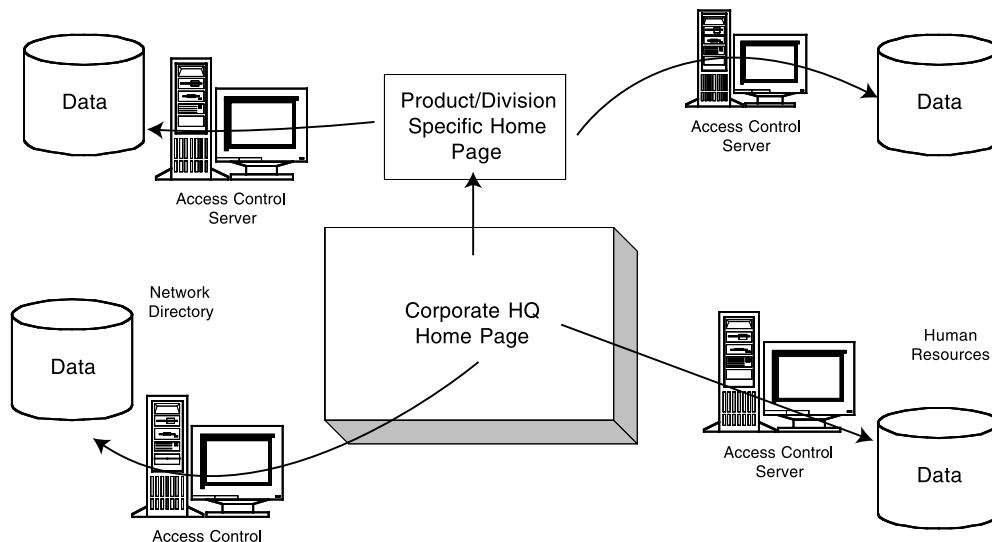 Data
Access Control
Server
Product/Division
Specific Home
Page
Access Control
Server
Data
Network
Directory
Data
Access Control
Corporate HQ
Home Page
Human
Resources
Access Control
Server
Data